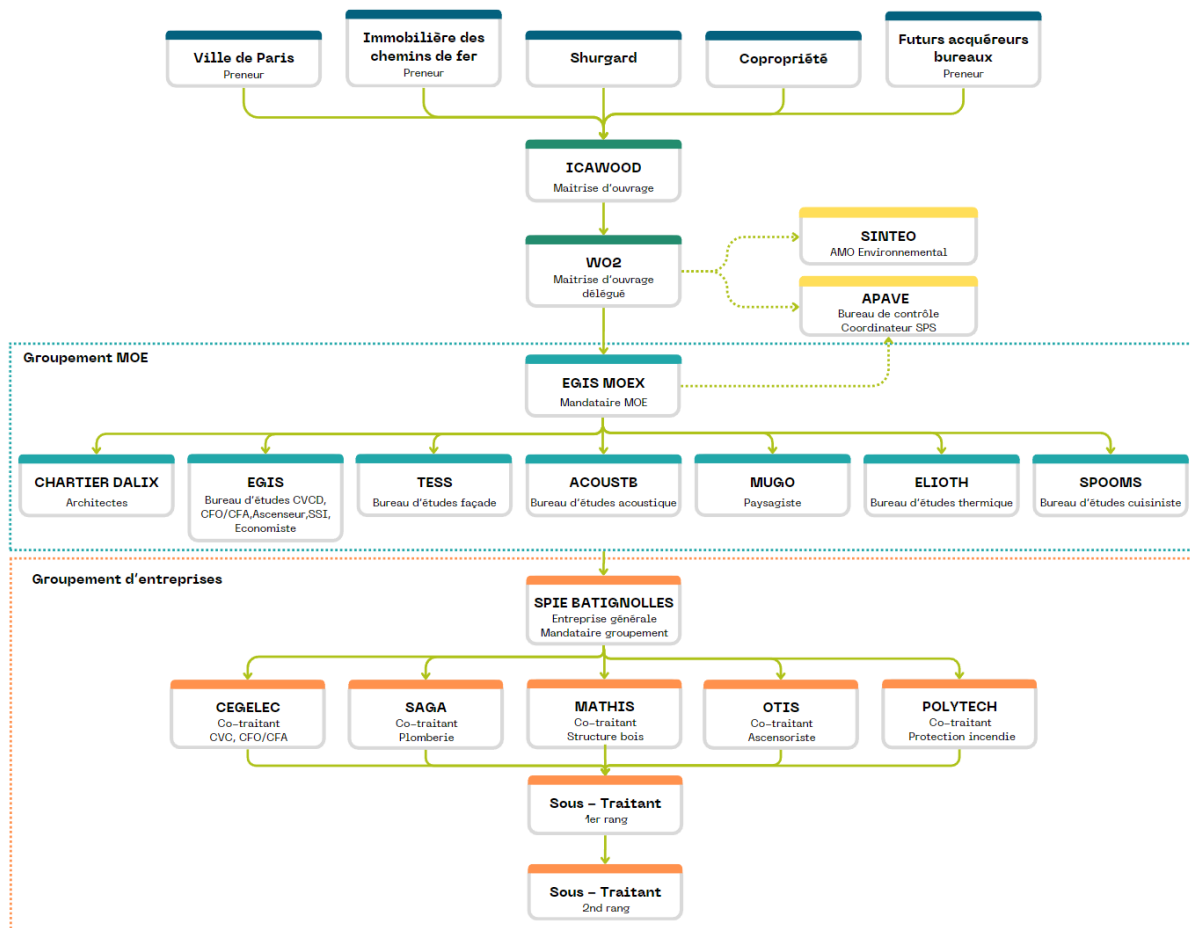 Ville de Paris
Preneur
Immobilière des
chemins de fer
Preneur
Shurgard
Copropriété
Futurs acquéreurs
bureaux
Preneur
ICAWOOD
Maitrise d'ouvrage
WO2
Maitrise d'ouvrage
délégué
SINTEO
AMO Environnemental
APAVE
Bureau de contrôle
Coordinateur SPS
Groupement MOE
EGIS MOEX
Mandataire MOE
CHARTIER DALIX
Architectes
EGIS
Bureau d'études CVCD,
CFO/CFA,Ascenseur,SSI,
Economiste
TESS
Bureau d'études façade
ACOUSTB
Bureau d'études acoustique
MUGO
Paysagiste
ELIOTH
Bureau d'études thermique
SPOOMS
Bureau d'études cuisiniste
Groupement d'entreprises
SPIE BATIGNOLLES
Entreprise générale
Mandataire groupement
CEGELEC
Co-traitant
CVC, CFO/CFA
SAGA
Co-traitant
Plomberie
MATHIS
Co-traitant
Structure bois
OTIS
Co-traitant
Ascensoriste
POLYTECH
Co-traitant
Protection incendie
Sous - Traitant
1er rang
Sous - Traitant
2nd rang